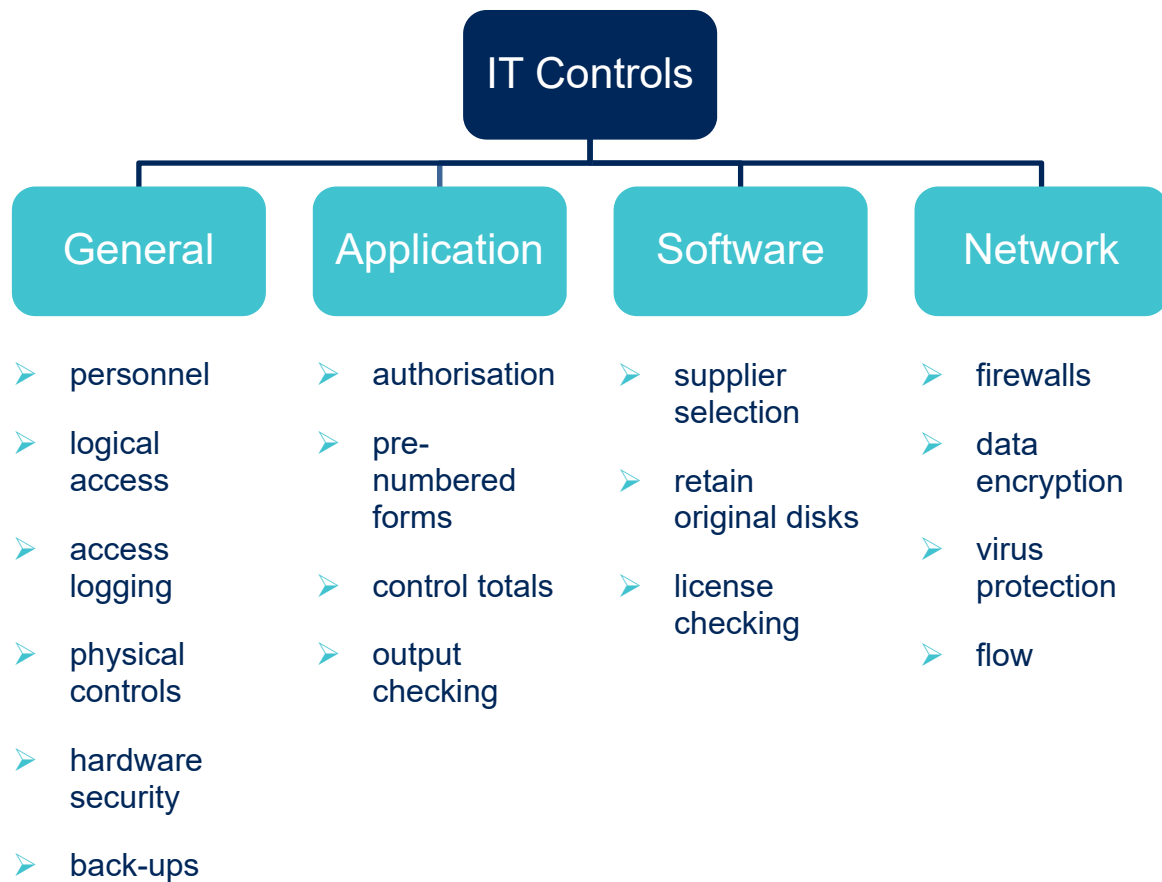 IT Controls
General
Application
Software
Network
personnel
logical
access
access
logging
physical
controls
hardware
security
back-ups
authorisation
pre-
numbered
forms
control totals
output
checking
supplier
selection
retain
original disks
license
checking
firewalls
data
encryption
virus
protection
flow